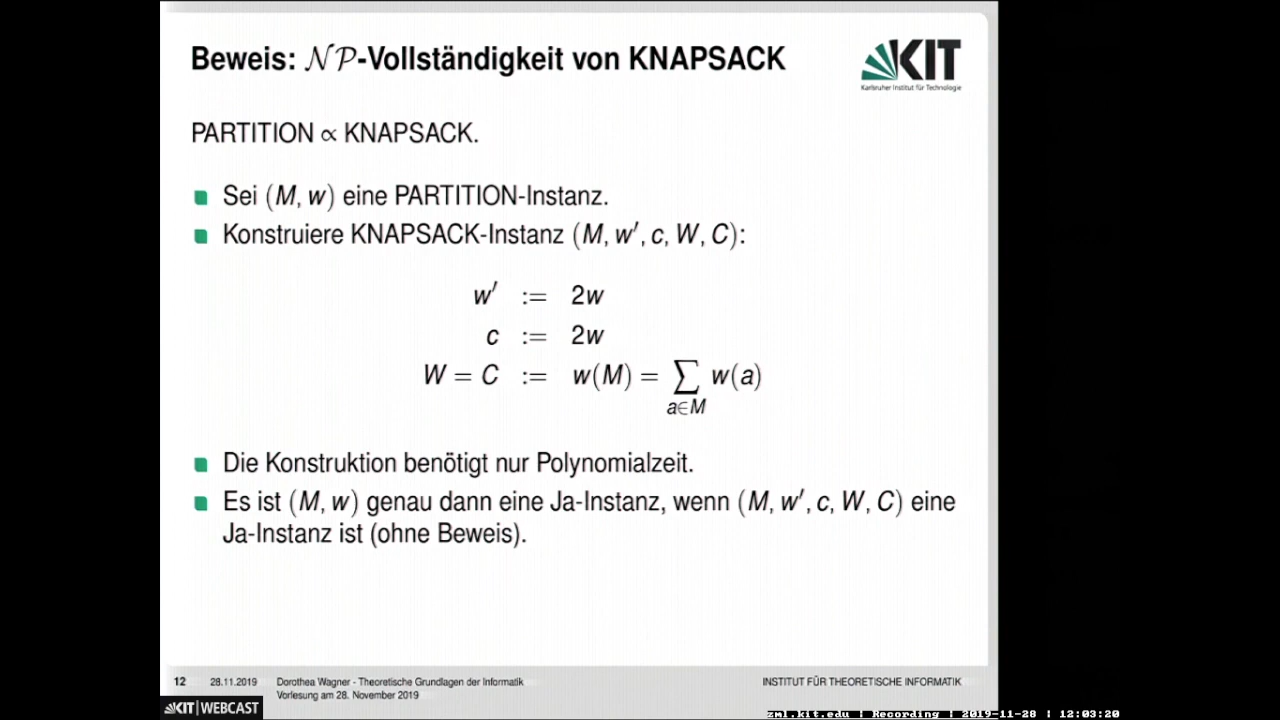 Beweis: NP-Vollständigkeit von KNAPSACK
KIT
Karlsruher Institut für Technologie
PARTITION ∝ KNAPSACK.
Sei (M, w) eine PARTITION-Instanz.
Konstruiere KNAPSACK-Instanz (M, w′, c, W, C):
w′ := 2w
c := 2w
W = C := w(M) = ∑ w(a)
a∈M
Die Konstruktion benötigt nur Polynomialzeit.
Es ist (M, w) genau dann eine Ja-Instanz, wenn (M, w′, c, W, C) eine
Ja-Instanz ist (ohne Beweis).
12 28.11.2019 Dorothea Wagner - Theoretische Grundlagen der Informatik INSTITUT FÜR THEORETISCHE INFORMATIK
Vorlesung am 28. November 2019
KIT | WEBCAST
zml.kit.edu | Recording | 2019-11-28 | 12:03:20